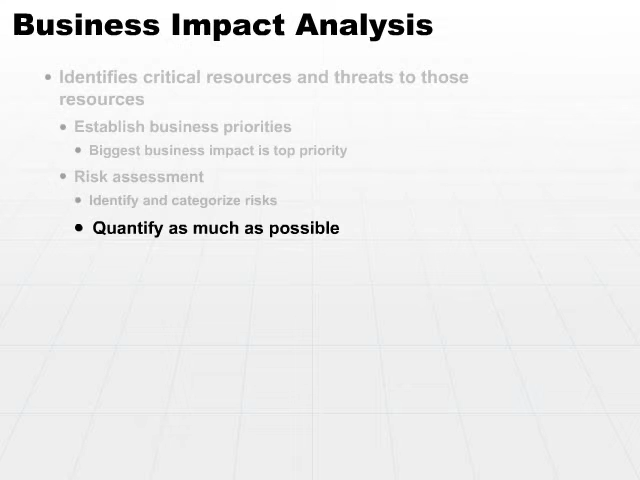 Business Impact Analysis
• Identifies critical resources and threats to those
resources
• Establish business priorities
• Biggest business impact is top priority
• Risk assessment
• Identify and categorize risks
• Quantify as much as possible